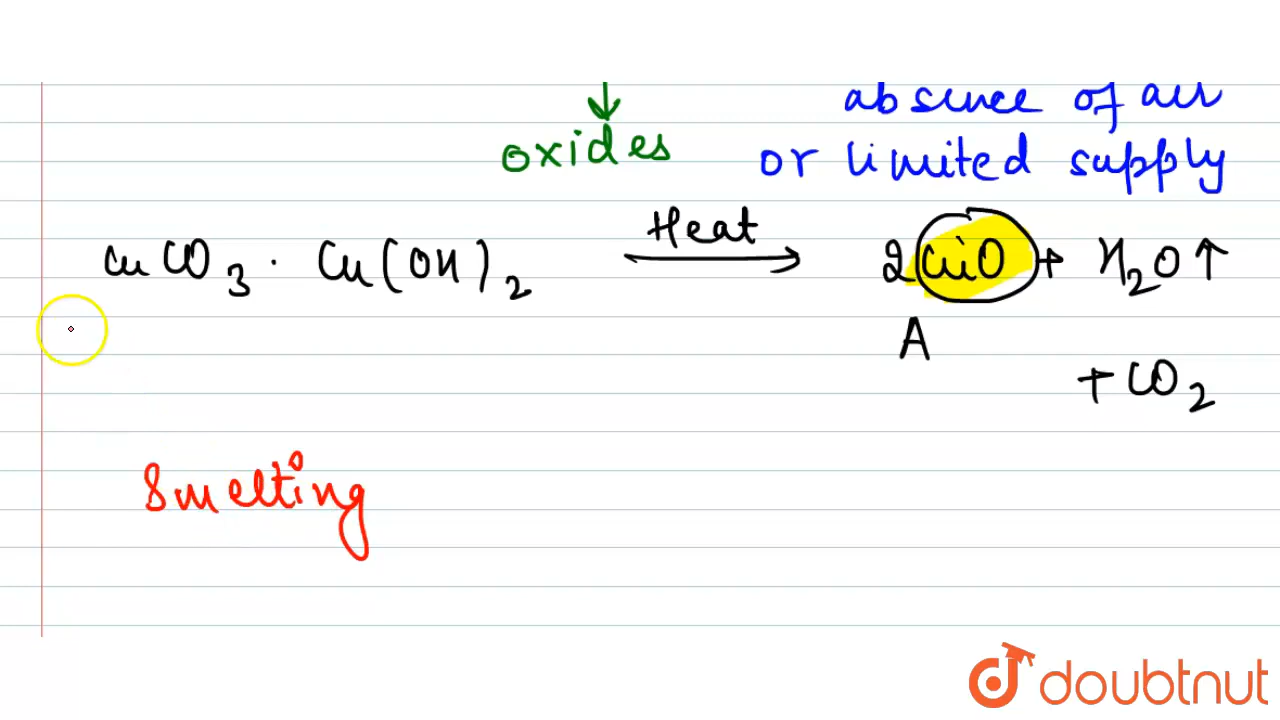 absence of air
oxides
or limited supply
CuCO3 · Cu(OH)2 Heat → 2CuO + H2O ↑
A
+ CO2
Smelting
doubtnut